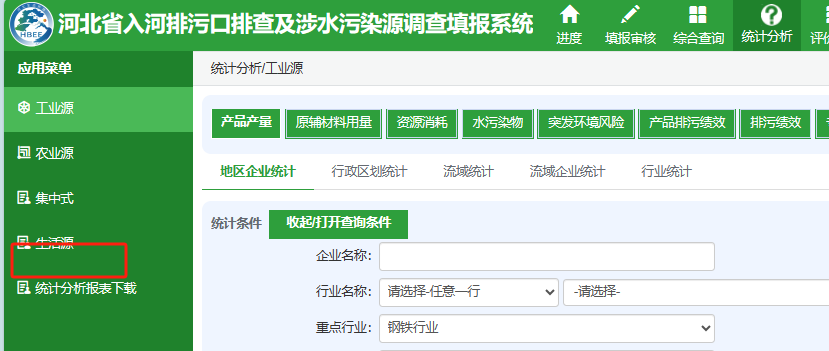 河北省入河排污口排查及涉水污染源调查填报系统
HBEE
进度 填报审核 综合查询 统计分析
应用菜单
统计分析/工业源
工业源
产品产量 原辅材料用量 资源消耗 水污染物 突发环境风险 产品排污绩效 排污绩效
农业源
地区企业统计 行政区划统计 流域统计 流域企业统计 行业统计
集中式
统计条件 收起/打开查询条件
生活源
企业名称:
统计分析报表下载
行业名称: 请选择-任意一行 -请选择-
重点行业: 钢铁行业